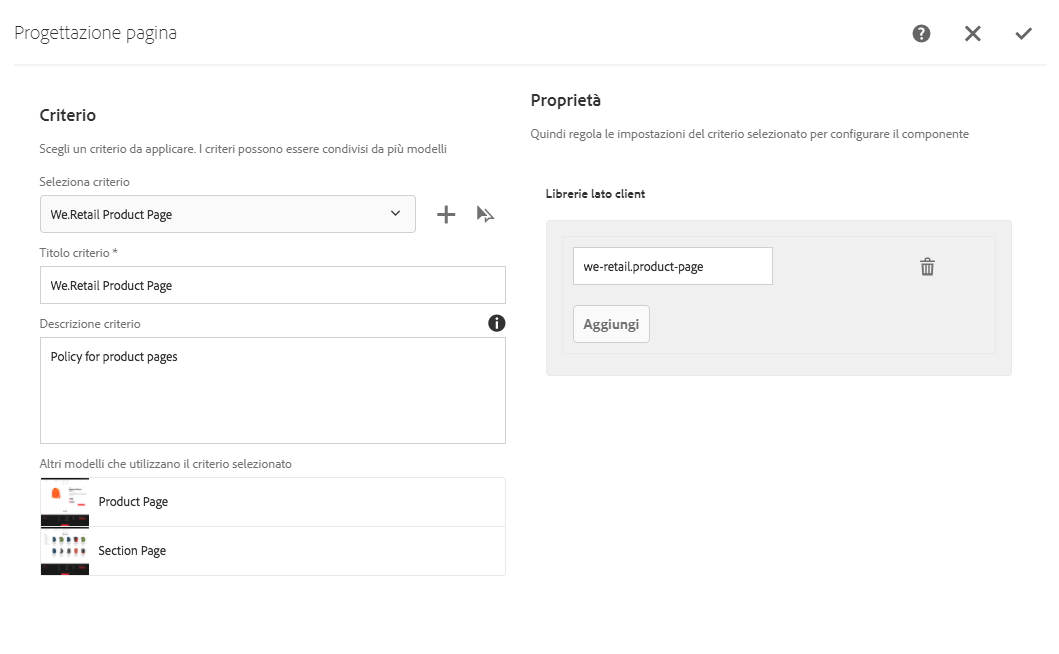 Progettazione pagina
Criterio
Scegli un criterio da applicare. I criteri possono essere condivisi da più modelli
Seleziona criterio
We.Retail Product Page
Titolo criterio *
We.Retail Product Page
Descrizione criterio
Policy for product pages
Altri modelli che utilizzano il criterio selezionato
Product Page
Section Page
Proprietà
Quindi regola le impostazioni del criterio selezionato per configurare il componente
Librerie lato client
we-retail.product-page
Aggiungi